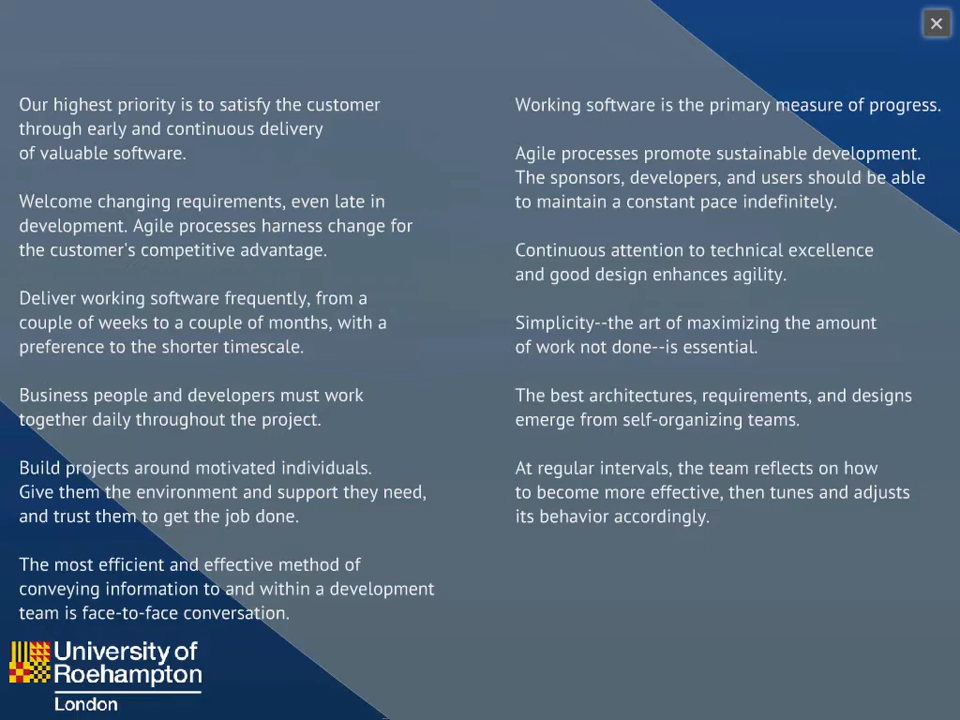 Our highest priority is to satisfy the customer
through early and continuous delivery
of valuable software.
Welcome changing requirements, even late in
development. Agile processes harness change for
the customer's competitive advantage.
Deliver working software frequently, from a
couple of weeks to a couple of months, with a
preference to the shorter timescale.
Business people and developers must work
together daily throughout the project.
Build projects around motivated individuals.
Give them the environment and support they need,
and trust them to get the job done.
The most efficient and effective method of
conveying information to and within a development
team is face-to-face conversation.
Working software is the primary measure of progress.
Agile processes promote sustainable development.
The sponsors, developers, and users should be able
to maintain a constant pace indefinitely.
Continuous attention to technical excellence
and good design enhances agility.
Simplicity--the art of maximizing the amount
of work not done--is essential.
The best architectures, requirements, and designs
emerge from self-organizing teams.
At regular intervals, the team reflects on how
to become more effective, then tunes and adjusts
its behavior accordingly.
University of
Roehampton
London